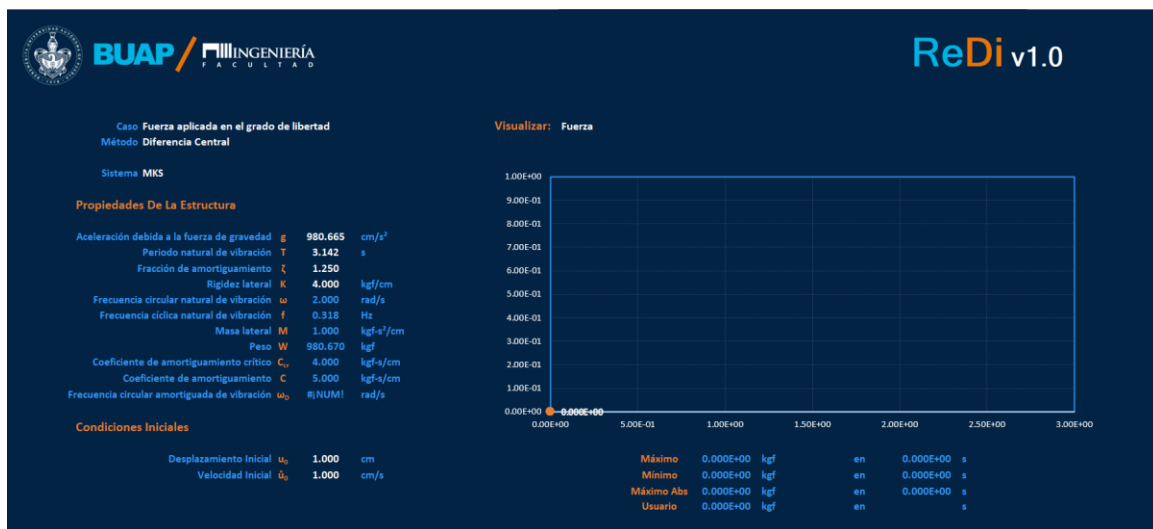 BUAP / INGENIERÍA
FACULTAD
ReDi v1.0
Caso Fuerza aplicada en el grado de libertad
Método Diferencia Central
Sistema MKS
Propiedades De La Estructura
Aceleración debida a la fuerza de gravedad g 980.665 cm/s²
Periodo natural de vibración T 3.142 s
Fracción de amortiguamiento ζ 1.250
Rigidez lateral K 4.000 kgf/cm
Frecuencia circular natural de vibración ω 2.000 rad/s
Frecuencia cíclica natural de vibración f 0.318 Hz
Masa lateral M 1.000 kgf-s²/cm
Peso W 980.670 kgf
Coeficiente de amortiguamiento crítico Ccr 4.000 kgf-s/cm
Coeficiente de amortiguamiento C 5.000 kgf-s/cm
Frecuencia circular amortiguada de vibración ωD #¡NUM! rad/s
Condiciones Iniciales
Desplazamiento Inicial u₀ 1.000 cm
Velocidad Inicial û₀ 1.000 cm/s
Visualizar: Fuerza
1.00E+00
9.00E-01
8.00E-01
7.00E-01
6.00E-01
5.00E-01
4.00E-01
3.00E-01
2.00E-01
1.00E-01
0.00E+00 0.000E+00
0.00E+00 5.00E-01 1.00E+00 1.50E+00 2.00E+00 2.50E+00 3.00E+00
Máximo 0.000E+00 kgf en 0.000E+00 s
Mínimo 0.000E+00 kgf en 0.000E+00 s
Máximo Abs 0.000E+00 kgf en 0.000E+00 s
Usuario 0.000E+00 kgf en s